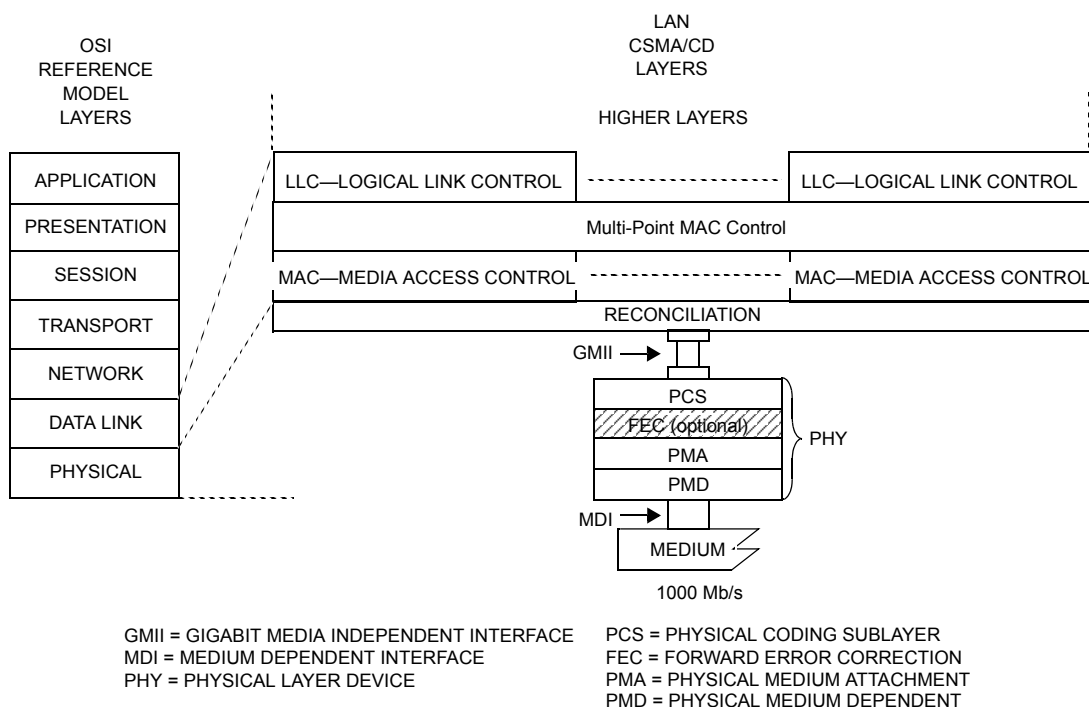 OSI
REFERENCE
MODEL
LAYERS
LAN
CSMA/CD
LAYERS
HIGHER LAYERS
APPLICATION
PRESENTATION
SESSION
TRANSPORT
NETWORK
DATA LINK
PHYSICAL
LLC—LOGICAL LINK CONTROL
LLC—LOGICAL LINK CONTROL
Multi-Point MAC Control
MAC—MEDIA ACCESS CONTROL
MAC—MEDIA ACCESS CONTROL
RECONCILIATION
GMII
PCS
FEC (optional)
PMA
PMD
PHY
MDI
MEDIUM
1000 Mb/s
GMII = GIGABIT MEDIA INDEPENDENT INTERFACE
MDI = MEDIUM DEPENDENT INTERFACE
PHY = PHYSICAL LAYER DEVICE
PCS = PHYSICAL CODING SUBLAYER
FEC = FORWARD ERROR CORRECTION
PMA = PHYSICAL MEDIUM ATTACHMENT
PMD = PHYSICAL MEDIUM DEPENDENT